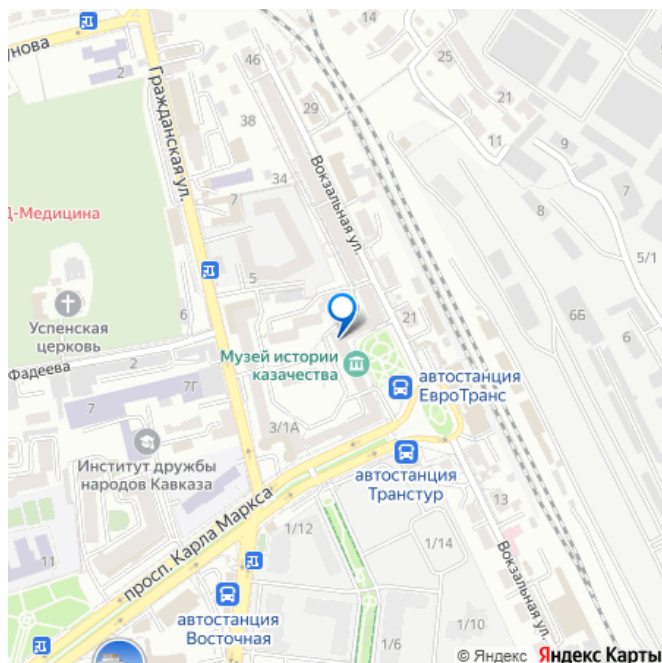 14
25
46
унова
2
Гражданская ул.
29
21
38
11
9
Вокзальная ул.
34
7
7
Д-Медицина
8
5
5/1
Успенская
церковь
6
21
6Б
Музей истории
казачества
Фадеева
автостанция
ЕвроТранс
7Г
7
3/1А
Институт дружбы
народов Кавказа
автостанция
Транстур
13
просп. Карла Маркса
1/12
1/14
Вокзальная ул.
11
автостанция
Восточная
1/10
1/6
© Яндекс Яндекс Карты